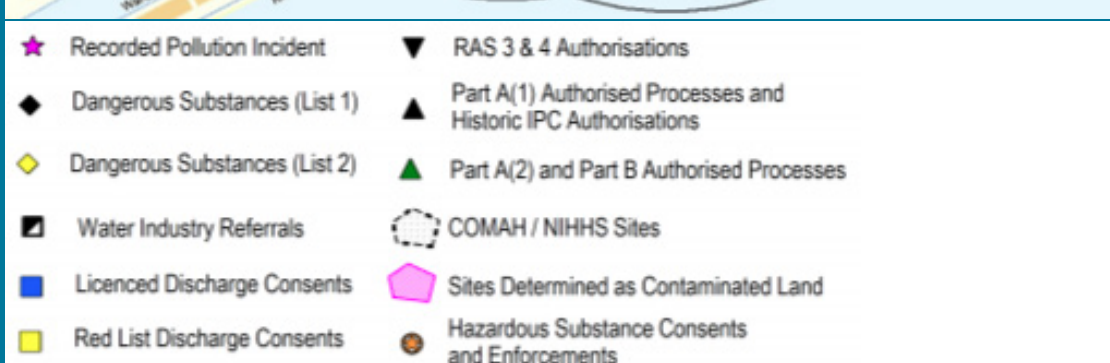 Recorded Pollution Incident
RAS 3 & 4 Authorisations
Dangerous Substances (List 1)
Part A(1) Authorised Processes and
Historic IPC Authorisations
Dangerous Substances (List 2)
Part A(2) and Part B Authorised Processes
Water Industry Referrals
COMAH / NIHHS Sites
Licenced Discharge Consents
Sites Determined as Contaminated Land
Red List Discharge Consents
Hazardous Substance Consents
and Enforcements